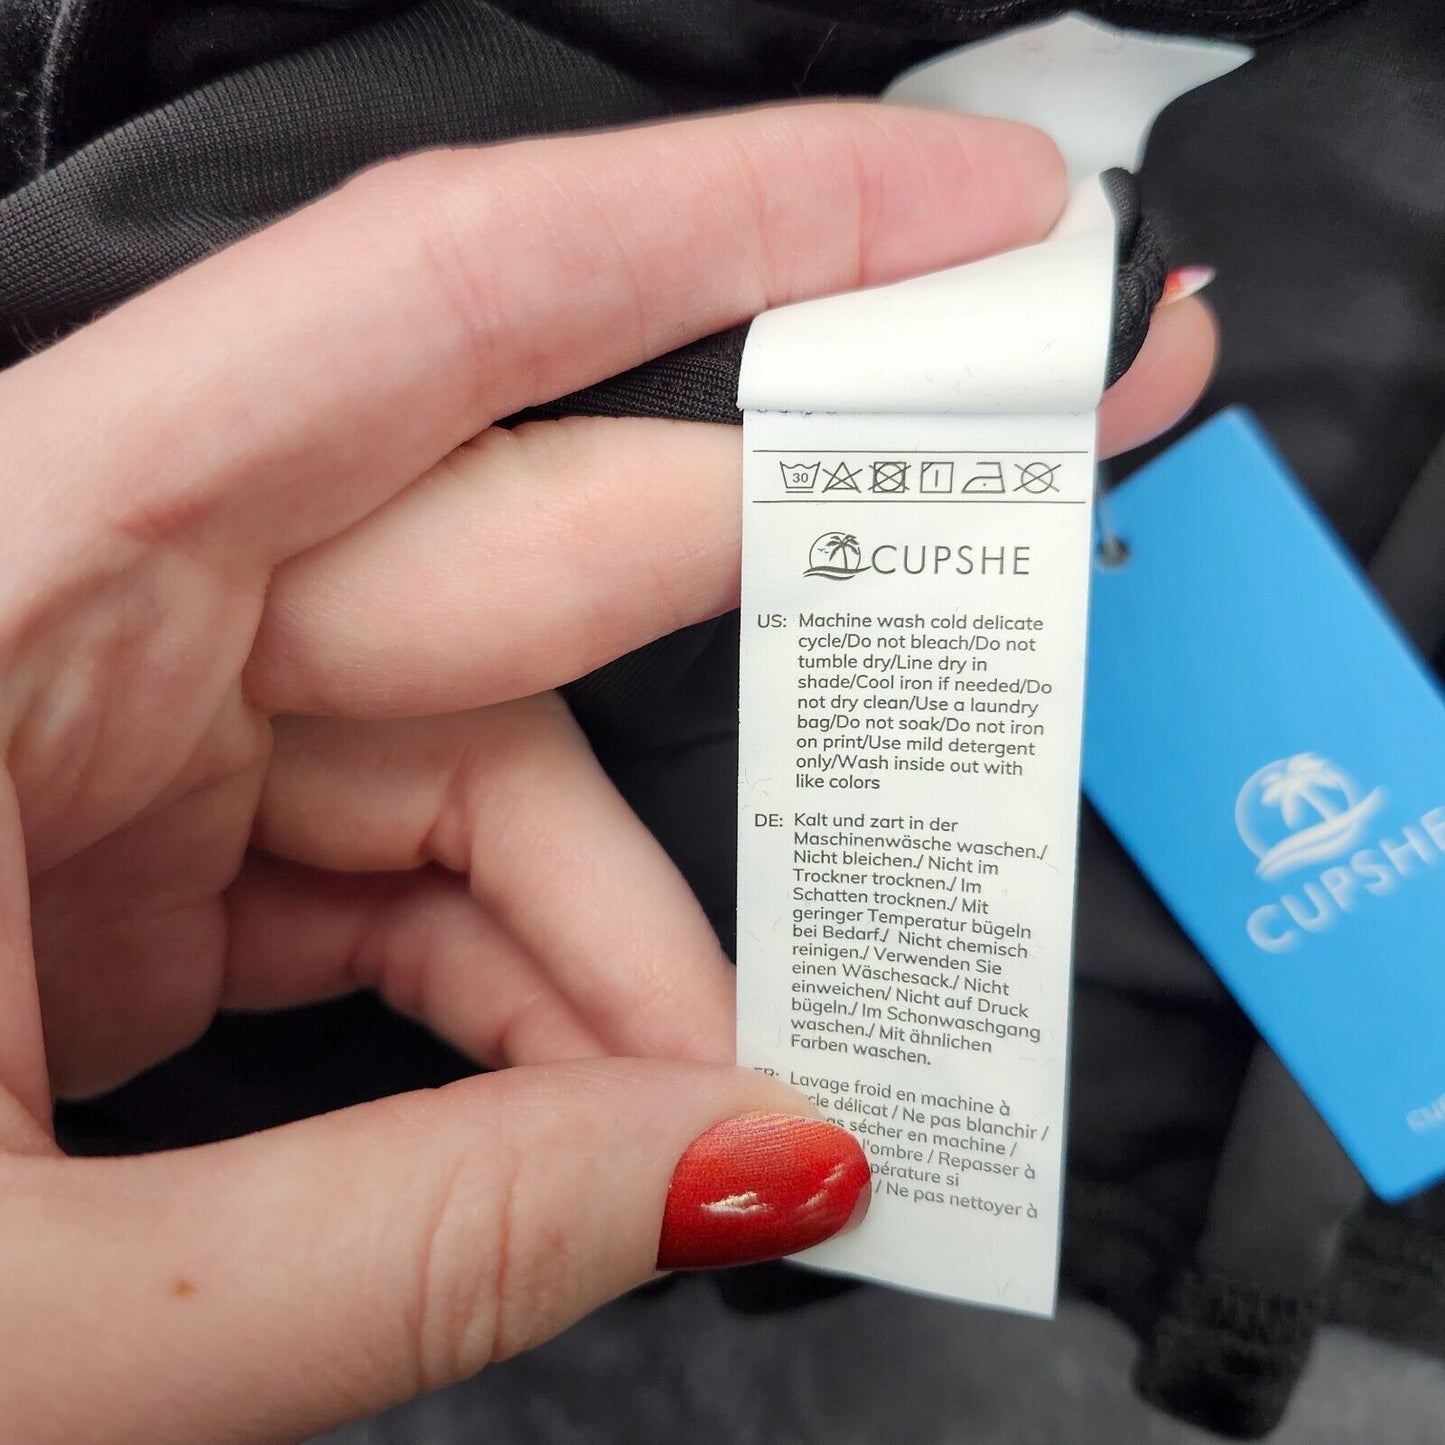 30
CUPSHE
US: Machine wash cold delicate
cycle/Do not bleach/Do not
tumble dry/Line dry in
shade/Cool iron if needed/Do
not dry clean/Use a laundry
bag/Do not soak/Do not iron
on print/Use mild detergent
only/Wash inside out with
like colors
DE: Kalt und zart in der
Maschinenwäsche waschen./
Nicht bleichen./ Nicht im
Trockner trocknen./ Im
Schatten trocknen./ Mit
geringer Temperatur bügeln
bei Bedarf./ Nicht chemisch
reinigen./ Verwenden Sie
einen Wäschesack./ Nicht
einweichen/ Nicht auf Druck
bügeln./ Im Schonwaschgang
waschen./ Mit ähnlichen
Farben waschen.
Lavage froid en machine à
délicat / Ne pas blanchir /
sécher en machine /
l'ombre / Repasser à
si
/ Ne pas nettoyer à
CUPSHE